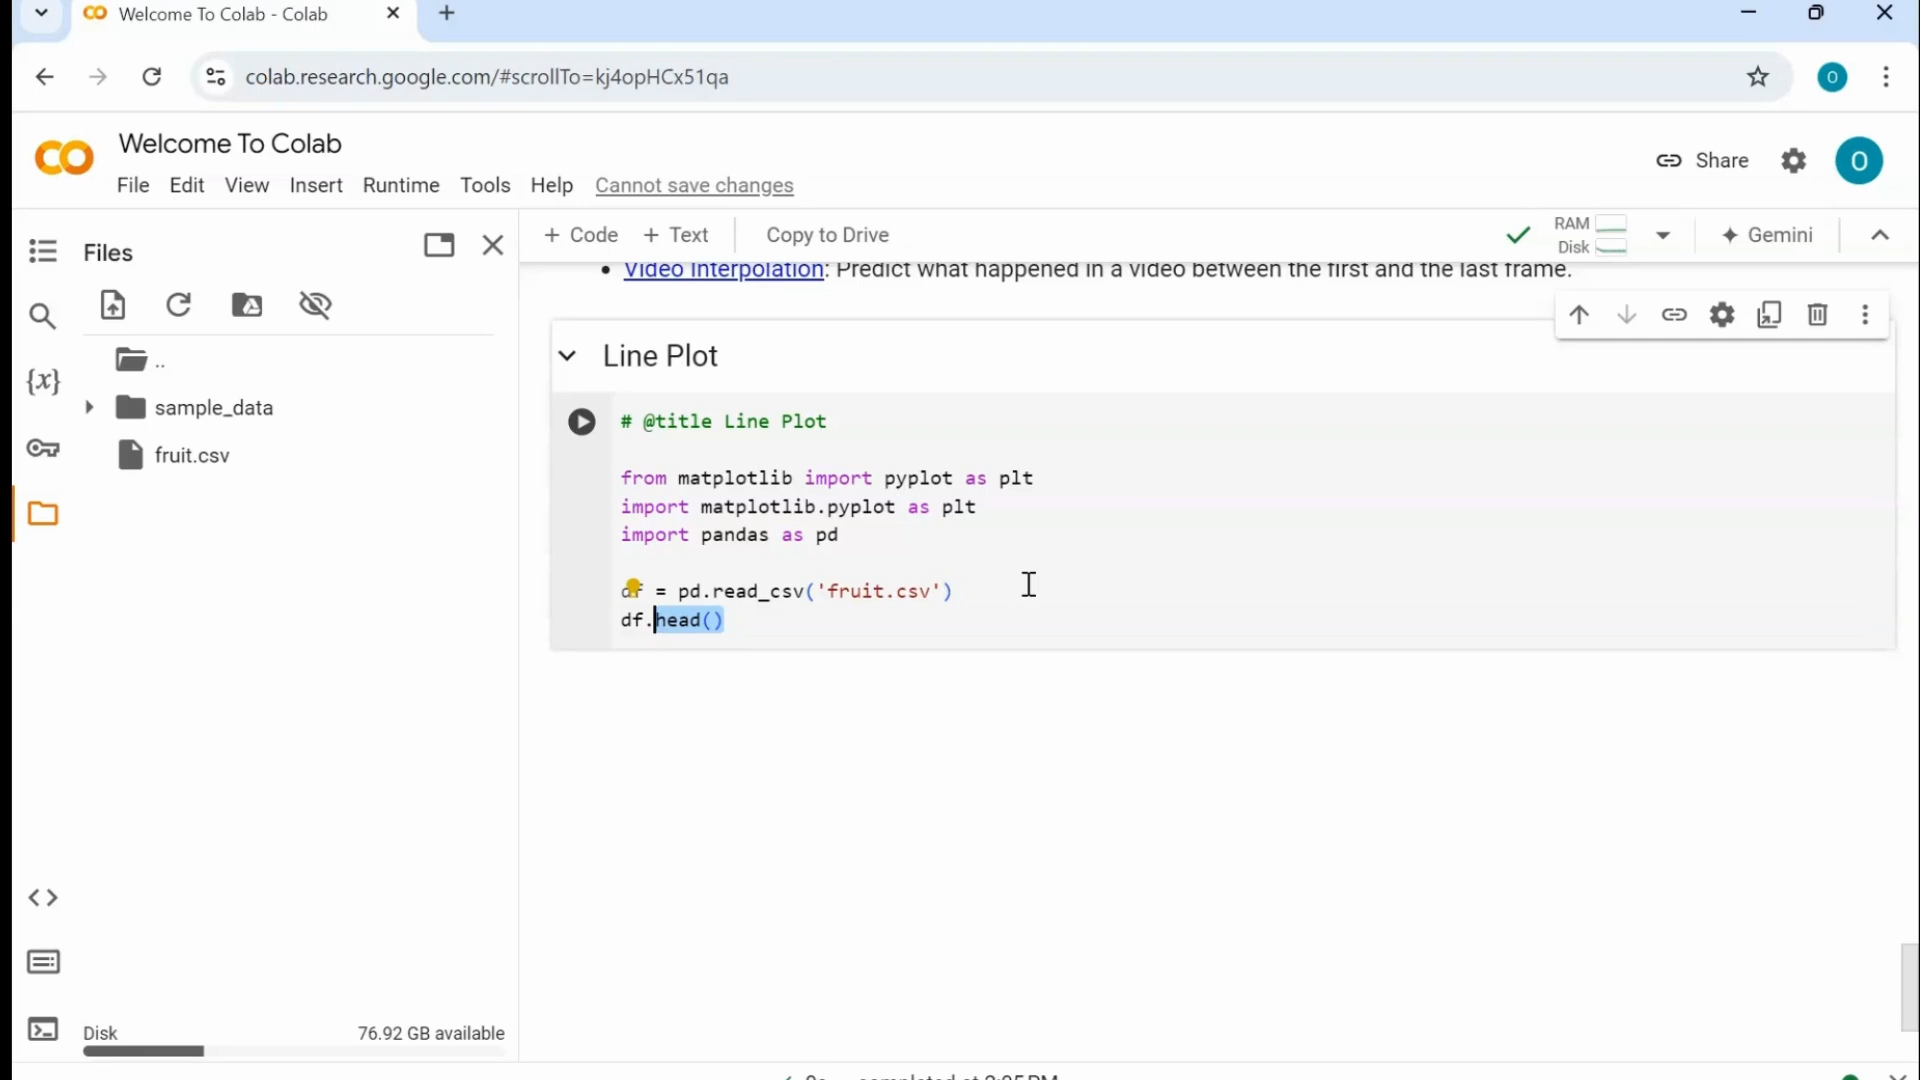 Welcome To Colab - Colab
colab.research.google.com/#scrollTo=kj4opHCx51qa
O
Welcome To Colab
Share
O
File Edit View Insert Runtime Tools Help Cannot save changes
Files
+ Code + Text Copy to Drive
RAM
Disk
Gemini
• Video Interpolation: Predict what happened in a video between the first and the last frame.
{x}
..
sample_data
fruit.csv
Line Plot
# @title Line Plot
from matplotlib import pyplot as plt
import matplotlib.pyplot as plt
import pandas as pd
df = pd.read_csv('fruit.csv')
df.head()
Disk 76.92 GB available
completed at